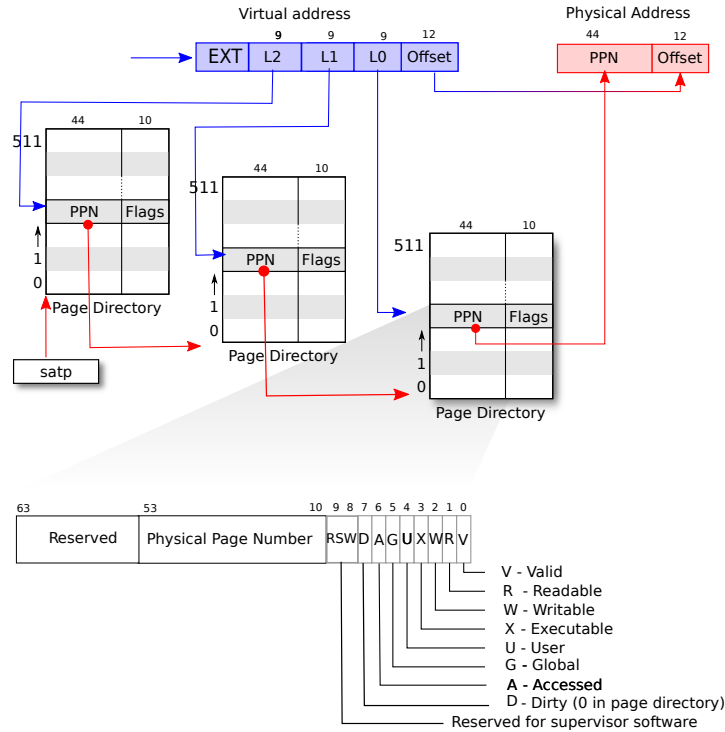 Virtual address
Physical Address
9 9 9 12
EXT L2 L1 L0 Offset
44 12
PPN Offset
44 10
511
PPN Flags
1
0
Page Directory
satp
44 10
511
PPN Flags
1
0
Page Directory
44 10
511
PPN Flags
1
0
Page Directory
63 53 10 9 8 7 6 5 4 3 2 1 0
Reserved Physical Page Number RSW D A G U X W R V
V - Valid
R - Readable
W - Writable
X - Executable
U - User
G - Global
A - Accessed
D - Dirty (0 in page directory)
Reserved for supervisor software